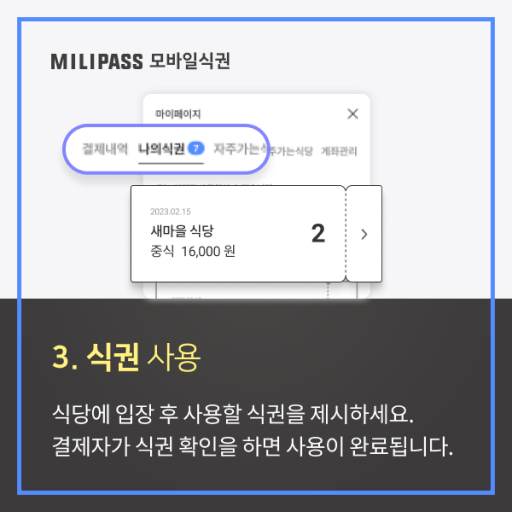 MILIPASS 모바일식권
마이페이지
결제내역 나의식권 7 자주가는 주가는식당 계좌관리
2023.02.15
새마을 식당
중식 16,000 원
2
3. 식권 사용
식당에 입장 후 사용할 식권을 제시하세요.
결제자가 식권 확인을 하면 사용이 완료됩니다.